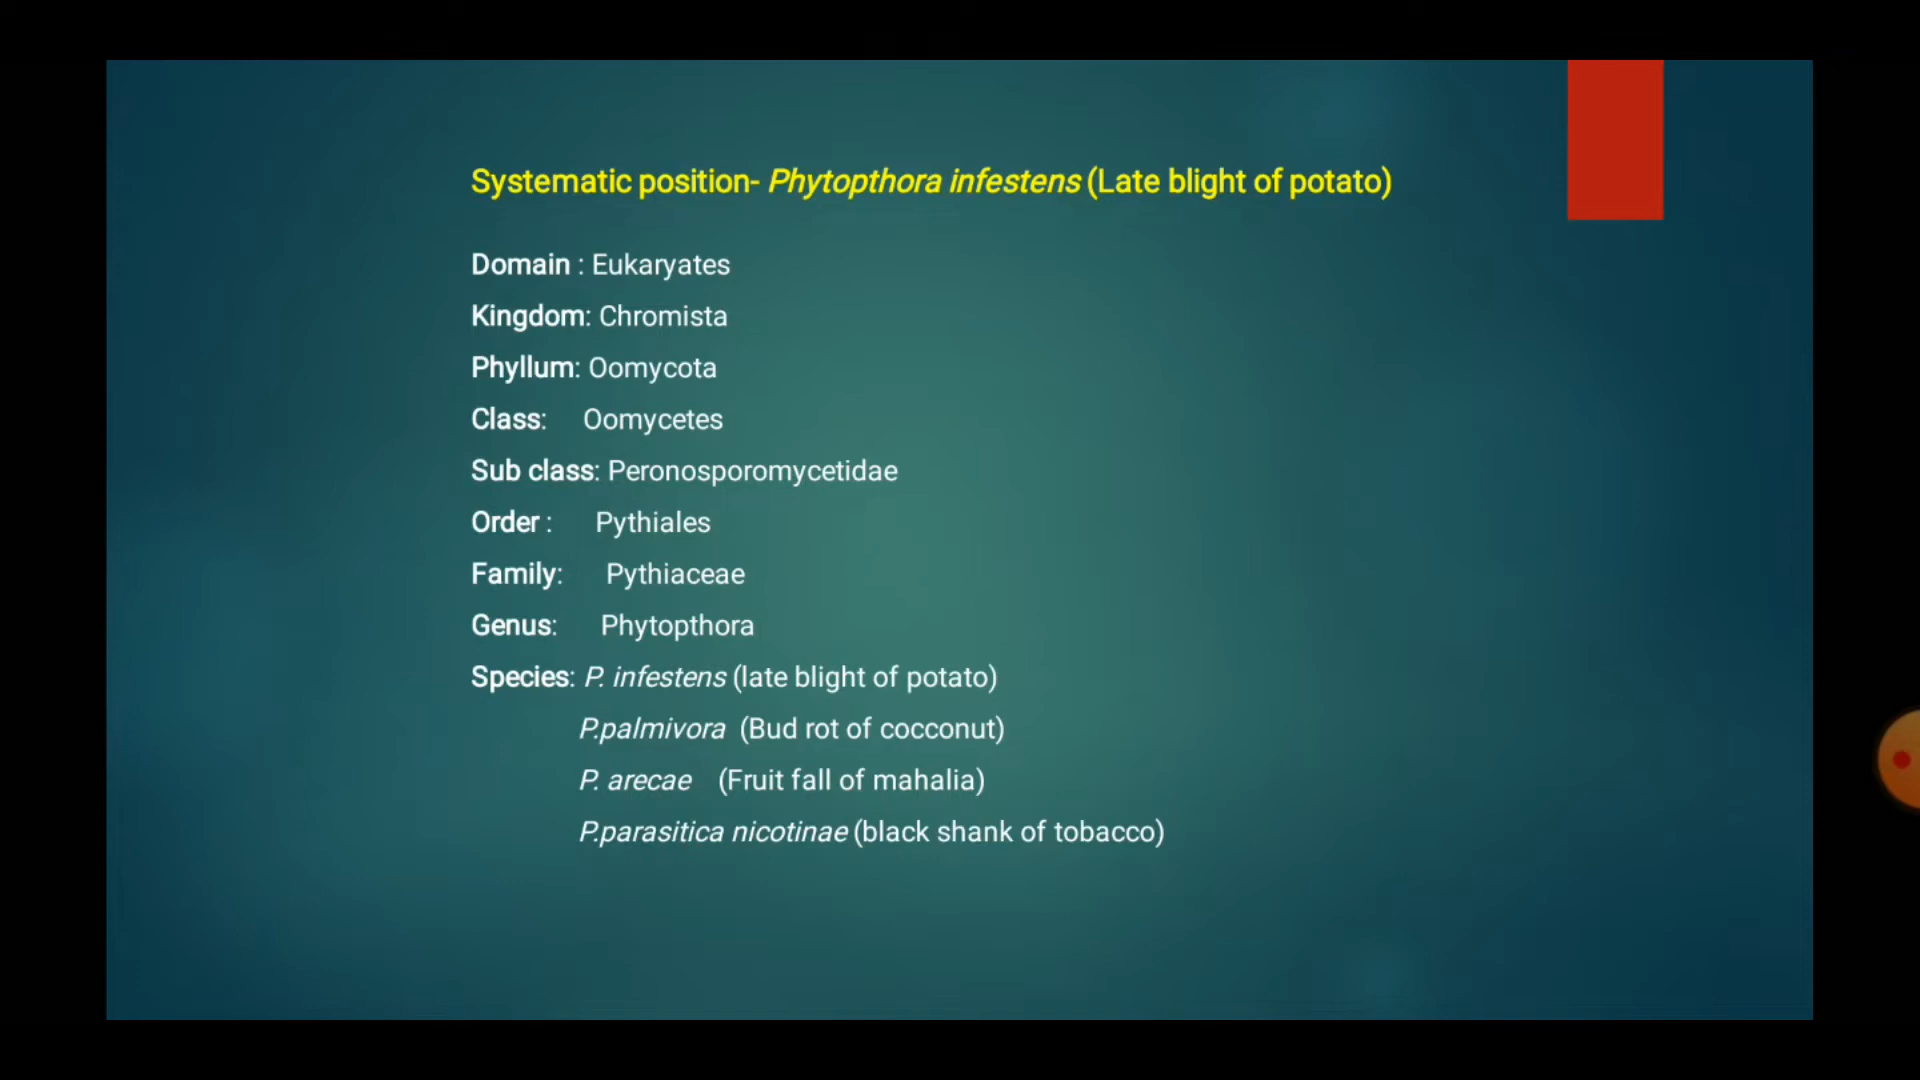 Systematic position- Phytopthora infestens (Late blight of potato)
Domain : Eukaryates
Kingdom: Chromista
Phyllum: Oomycota
Class: Oomycetes
Sub class: Peronosporomycetidae
Order : Pythiales
Family: Pythiaceae
Genus: Phytopthora
Species: P. infestens (late blight of potato)
P.palmivora (Bud rot of cocconut)
P. arecae (Fruit fall of mahalia)
P.parasitica nicotinae (black shank of tobacco)